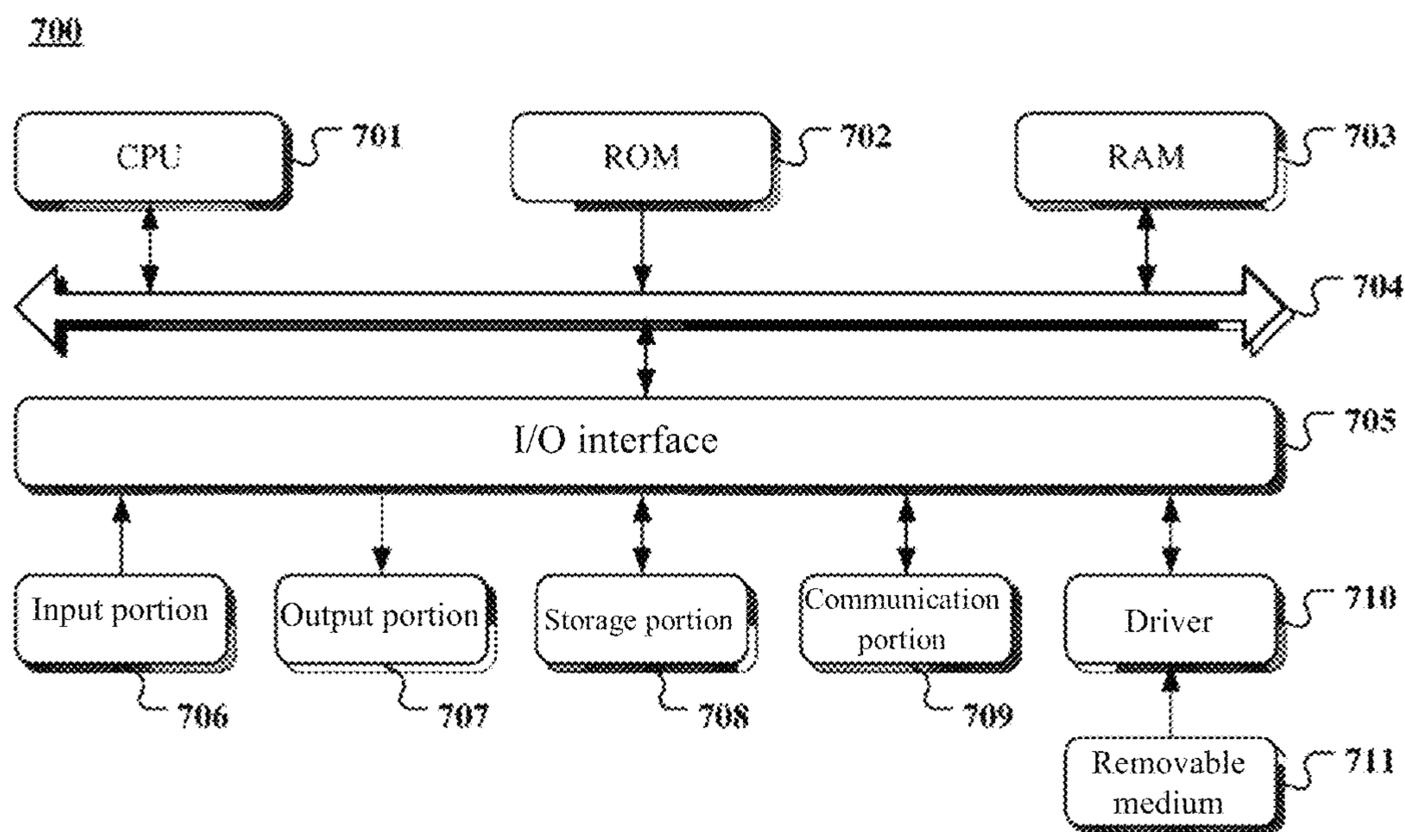 700
CPU
701
ROM
702
RAM
703
704
I/O interface
705
Input portion
706
Output portion
707
Storage portion
708
Communication
portion
709
Driver
710
Removable
medium
711